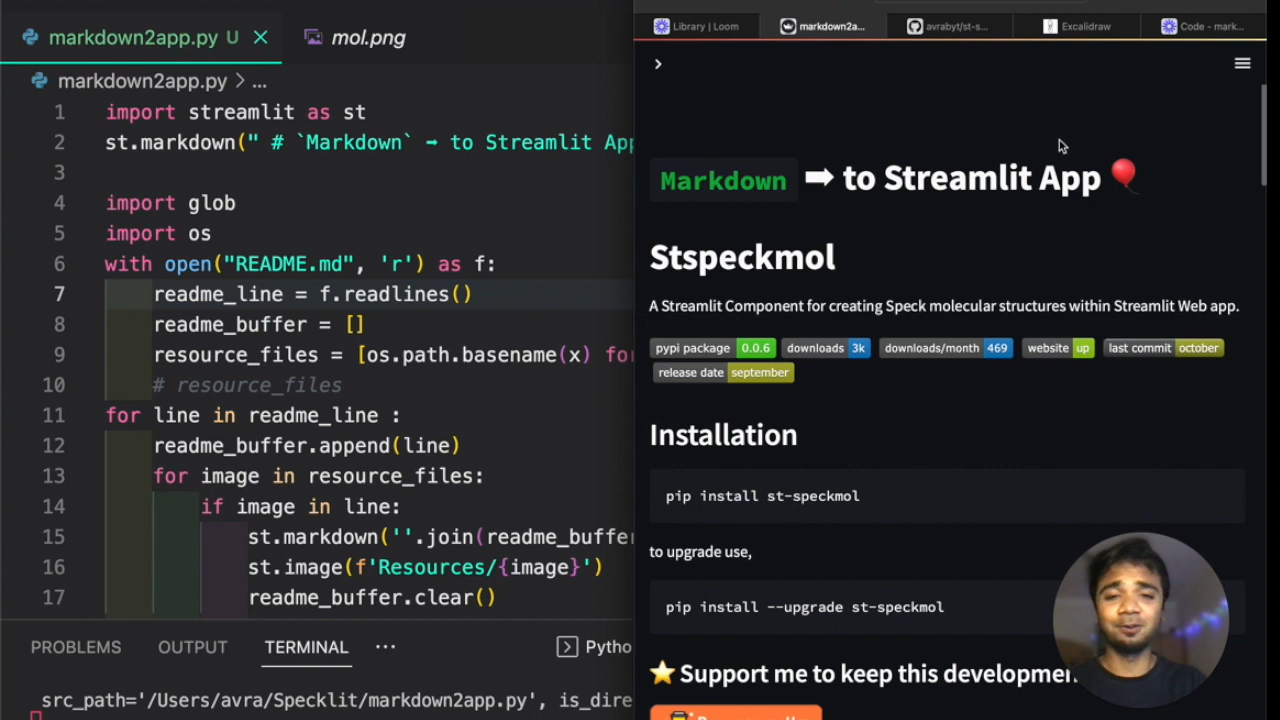 markdown2app.py U
mol.png
markdown2app.py > ...
1 import streamlit as st
2 st.markdown(" # `Markdown` ➡ to Streamlit App
3
4 import glob
5 import os
6 with open("README.md", 'r') as f:
7 readme_line = f.readlines()
8 readme_buffer = []
9 resource_files = [os.path.basename(x) for
10 # resource_files
11 for line in readme_line :
12 readme_buffer.append(line)
13 for image in resource_files:
14 if image in line:
15 st.markdown(''.join(readme_buffer
16 st.image(f'Resources/{image}')
17 readme_buffer.clear()
PROBLEMS OUTPUT TERMINAL ... Pytho
src_path='/Users/avra/Specklit/markdown2app.py', is_dire
Library | Loom
markdown2a...
avrabyt/st-s...
Excalidraw
Code - mark...
Markdown ➡ to Streamlit App 🎈
Stspeckmol
A Streamlit Component for creating Speck molecular structures within Streamlit Web app.
pypi package 0.0.6 downloads 3k downloads/month 469 website up last commit october
release date september
Installation
pip install st-speckmol
to upgrade use,
pip install --upgrade st-speckmol
⭐ Support me to keep this developmen